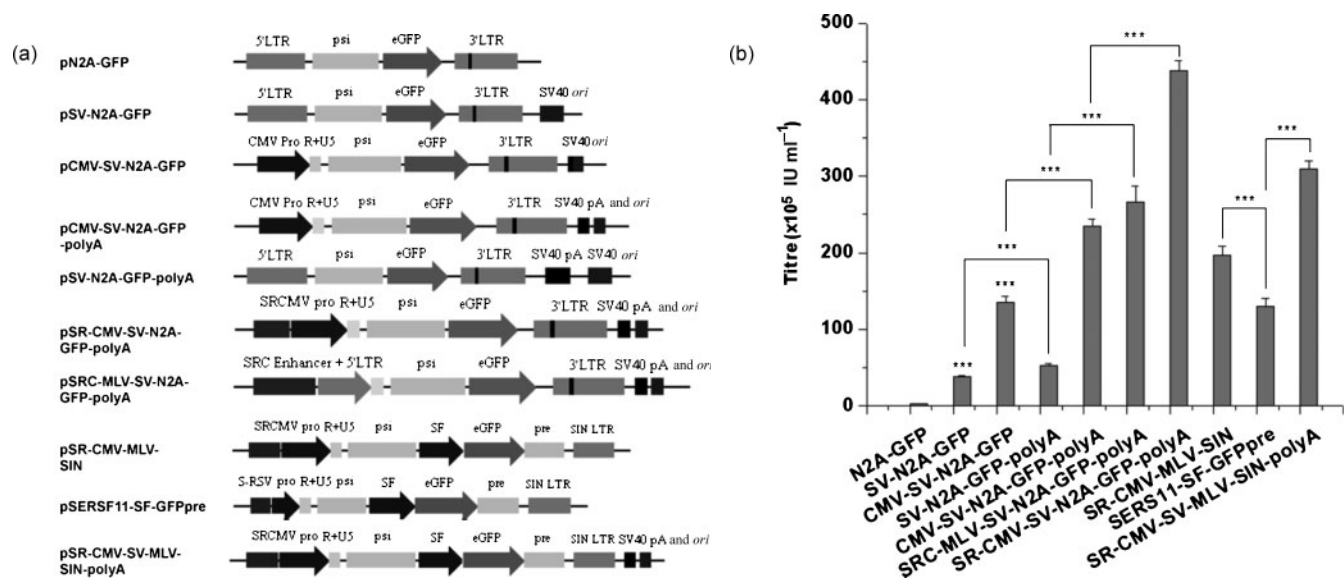 (a)
5'LTR psi eGFP 3'LTR
pN2A-GFP
5'LTR psi eGFP 3'LTR SV40 ori
pSV-N2A-GFP
CMV Pro R+U5 psi eGFP 3'LTR SV40 ori
pCMV-SV-N2A-GFP
CMV Pro R+U5 psi eGFP 3'LTR SV40 pA and ori
pCMV-SV-N2A-GFP
-polyA
5'LTR psi eGFP 3'LTR SV40 pA SV40 ori
pSV-N2A-GFP-polyA
SRCMV pro R+U5 psi eGFP 3'LTR SV40 pA and ori
pSR-CMV-SV-N2A-
GFP-polyA
SRC Enhancer + 5'LTR psi eGFP 3'LTR SV40 pA and ori
pSRC-MLV-SV-N2A-
GFP-polyA
SRCMV pro R+U5 psi SF eGFP pre SIN LTR
pSR-CMV-MLV-
SIN
S-RSV pro R+U5 psi SF eGFP pre SIN LTR
pSERSF11-SF-GFPpre
SRCMV pro R+U5 psi SF eGFP pre SIN LTR SV40 pA and ori
pSR-CMV-SV-MLV-
SIN-polyA
(b)
Titre (x10⁵ IU ml⁻¹)
500
400
300
200
100
0
***
***
***
***
***
***
***
***
N2A-GFP
SV-N2A-GFP
CMV-SV-N2A-GFP
SV-N2A-GFP-polyA
CMV-SV-N2A-GFP-polyA
SRC-MLV-SV-N2A-GFP-polyA
SR-CMV-SV-N2A-GFP-polyA
SR-CMV-MLV-SIN
SERS11-SF-GFPpre
SR-CMV-SV-MLV-SIN-polyA